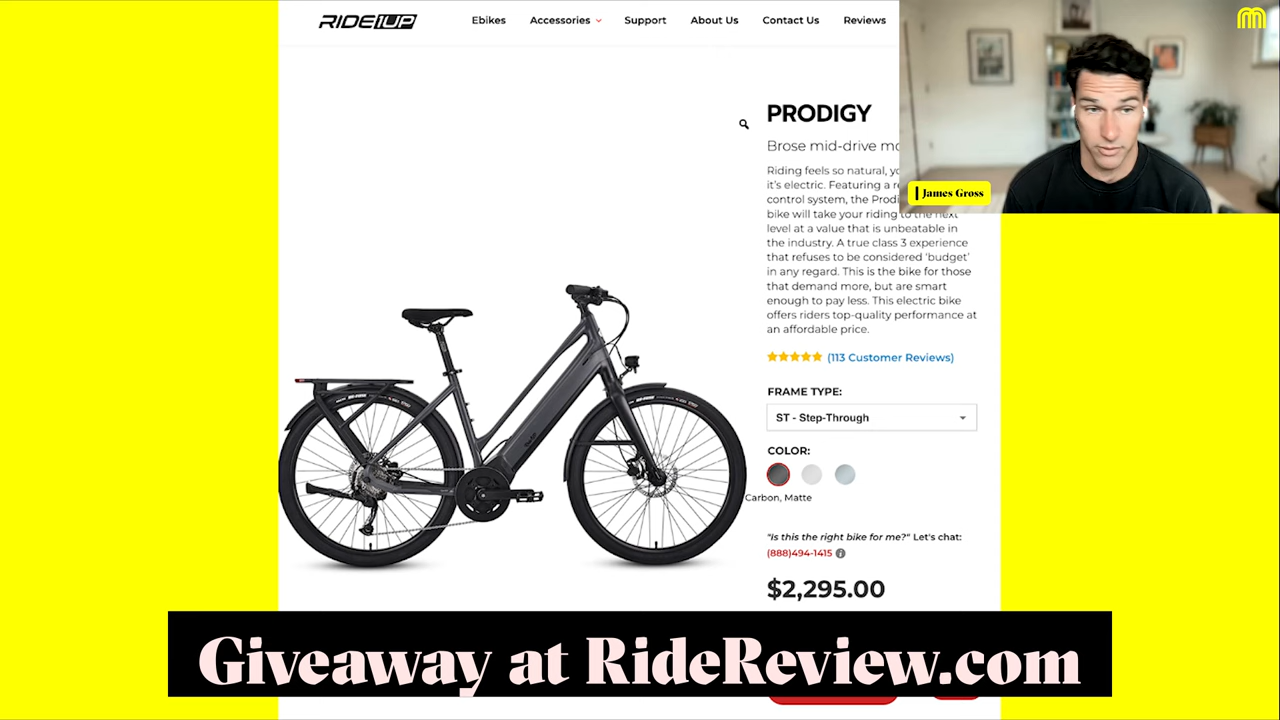 RIDE1UP
Ebikes
Accessories
Support
About Us
Contact Us
Reviews
PRODIGY
Brose mid-drive
Riding feels so natural,
it's electric. Featuring a
control system, the
bike will take your riding to the next
level at a value that is unbeatable in
the industry. A true class 3 experience
that refuses to be considered 'budget'
in any regard. This is the bike for those
that demand more, but are smart
enough to pay less. This electric bike
offers riders top-quality performance at
an affordable price.
(113 Customer Reviews)
FRAME TYPE:
ST - Step-Through
COLOR:
Carbon, Matte
"Is this the right bike for me?" Let's chat:
(888)494-1415
$2,295.00
James Gross
Giveaway at RideReview.com